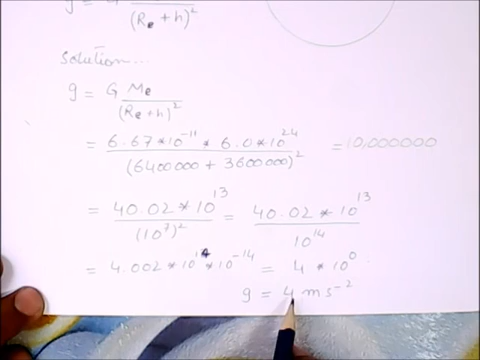 (Re + h)²
Solution...
g = G Me / (Re + h)²
= 6.67 * 10⁻¹¹ * 6.0 * 10²⁴ / (6400000 + 3600000)² = 10,000000
= 40.02 * 10¹³ / (10⁷)² = 40.02 * 10¹³ / 10¹⁴
= 4.002 * 10¹⁴ * 10⁻¹⁴ = 4 * 10⁰
g = 4 m s⁻²